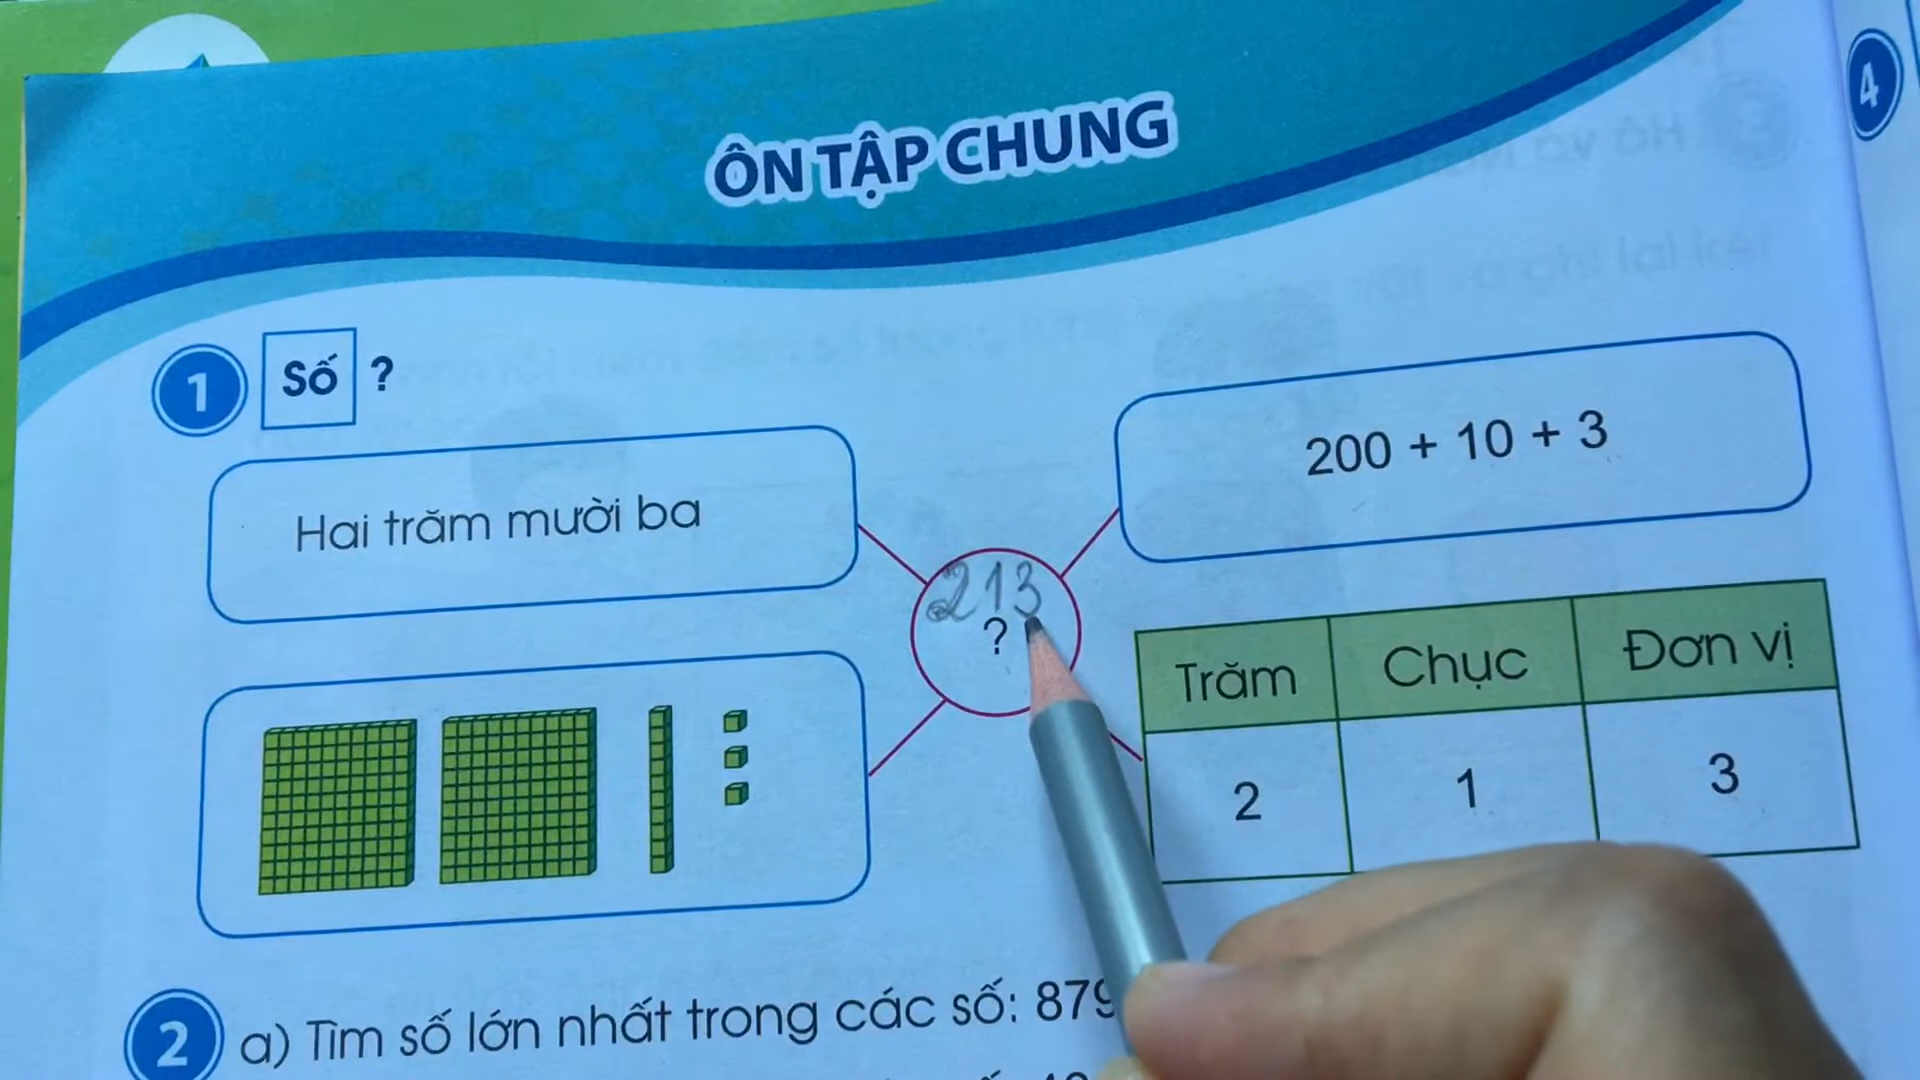 ÔN TẬP CHUNG
4
1 Số ?
Hai trăm mười ba
200 + 10 + 3
213
?
Trăm Chục Đơn vị
2 1 3
2 a) Tìm số lớn nhất trong các số: 879